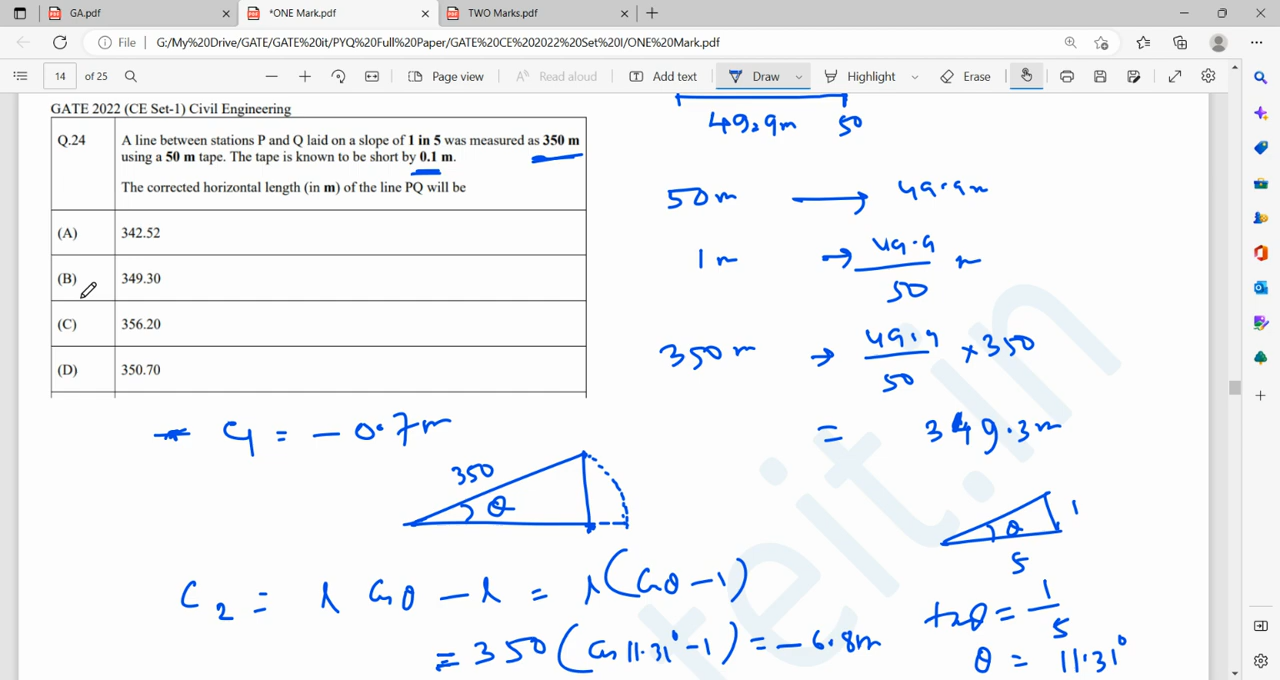 GA.pdf
*ONE Mark.pdf
TWO Marks.pdf
File G:/My%20Drive/GATE/GATE%20it/PYQ%20Full%20Paper/GATE%20CE%202022%20Set%20I/ONE%20Mark.pdf
14 of 25 Page view Read aloud Add text Draw Highlight Erase
GATE 2022 (CE Set-1) Civil Engineering
Q.24 A line between stations P and Q laid on a slope of 1 in 5 was measured as 350 m
using a 50 m tape. The tape is known to be short by 0.1 m.
The corrected horizontal length (in m) of the line PQ will be
(A) 342.52
(B) 349.30
(C) 356.20
(D) 350.70
49.9m 50
50m → 49.9m
1m → 49.9/50 m
350m → 49.9/50 × 350
= 349.3m
C1 = - 0.7m
350
θ
1
θ
5
C2 = l Cosθ - l = l(Cosθ - 1)
= 350 (Cos 11.31° - 1) = - 6.8m
tanθ = 1/5
θ = 11.31°
teit.in